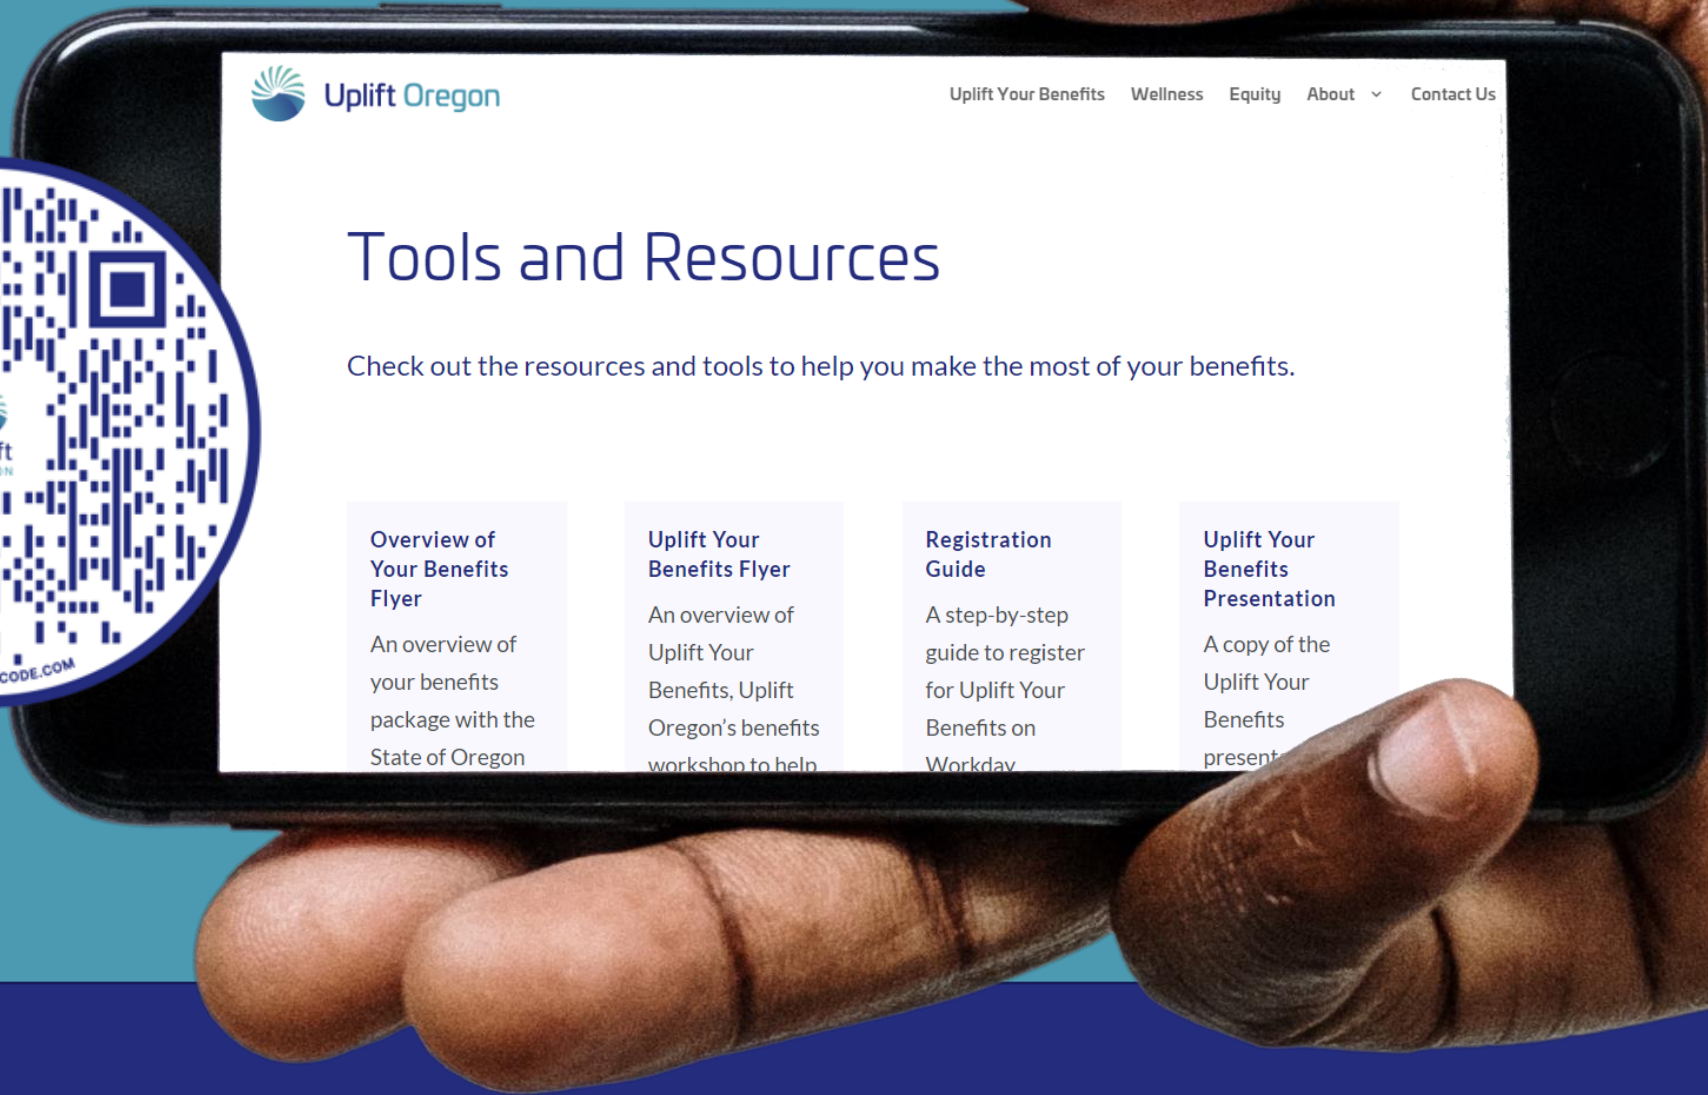 Uplift Oregon
Uplift Your Benefits Wellness Equity About Contact Us
Tools and Resources
Check out the resources and tools to help you make the most of your benefits.
Overview of
Your Benefits
Flyer
An overview of
your benefits
package with the
State of Oregon
Uplift Your
Benefits Flyer
An overview of
Uplift Your
Benefits, Uplift
Oregon's benefits
workshop to help
Registration
Guide
A step-by-step
guide to register
for Uplift Your
Benefits on
Workday
Uplift Your
Benefits
Presentation
A copy of the
Uplift Your
Benefits
CODE.COM